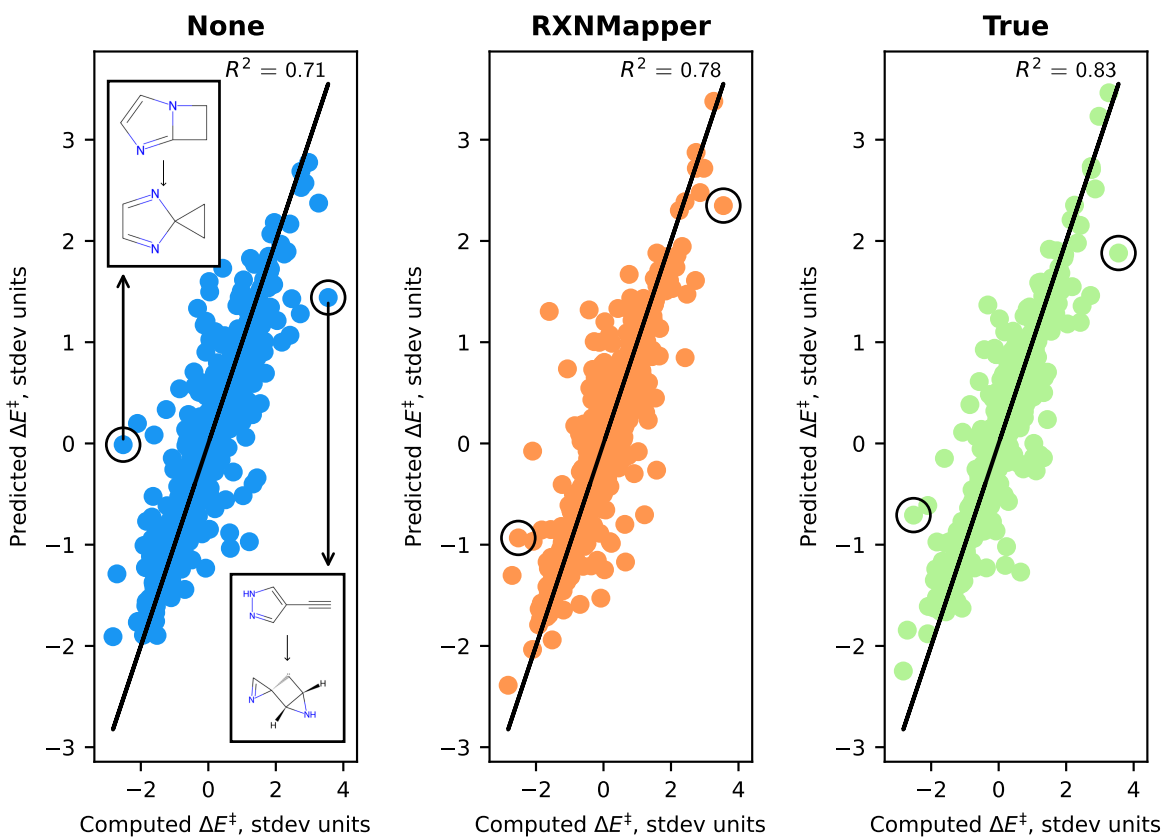 None
R² = 0.71
N
N
N
N
HN
N
N
H
H
NH
3
2
1
0
−1
−2
−3
−2
0
2
4
Predicted ΔE‡, stdev units
Computed ΔE‡, stdev units
RXNMapper
R² = 0.78
3
2
1
0
−1
−2
−3
−2
0
2
4
Predicted ΔE‡, stdev units
Computed ΔE‡, stdev units
True
R² = 0.83
3
2
1
0
−1
−2
−3
−2
0
2
4
Predicted ΔE‡, stdev units
Computed ΔE‡, stdev units